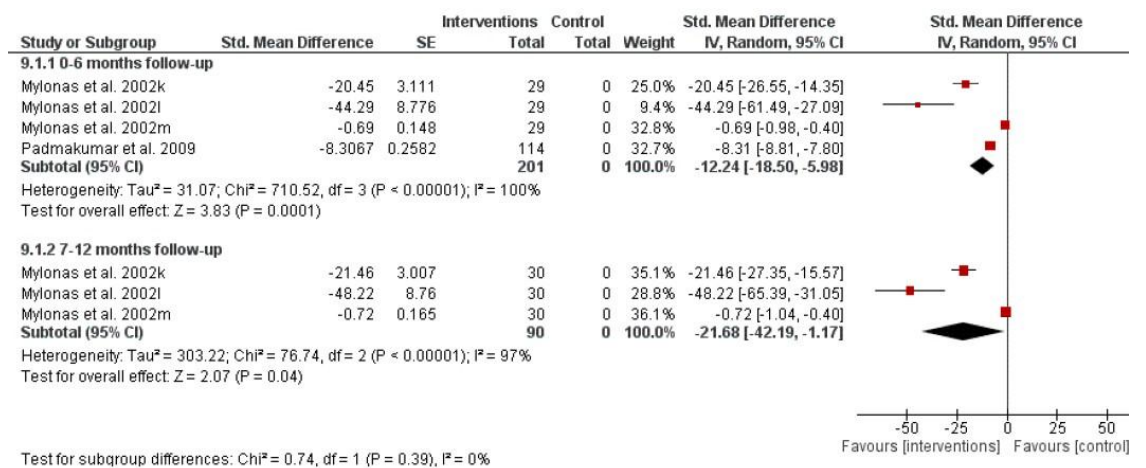 Interventions Control Std. Mean Difference Std. Mean Difference
Study or Subgroup Std. Mean Difference SE Total Total Weight IV, Random, 95% CI IV, Random, 95% CI
9.1.1 0-6 months follow-up
Mylonas et al. 2002k -20.45 3.111 29 0 25.0% -20.45 [-26.55, -14.35]
Mylonas et al. 2002l -44.29 8.776 29 0 9.4% -44.29 [-61.49, -27.09]
Mylonas et al. 2002m -0.69 0.148 29 0 32.8% -0.69 [-0.98, -0.40]
Padmakumar et al. 2009 -8.3067 0.2582 114 0 32.7% -8.31 [-8.81, -7.80]
Subtotal (95% CI) 201 0 100.0% -12.24 [-18.50, -5.98]
Heterogeneity: Tau² = 31.07; Chi² = 710.52, df = 3 (P < 0.00001); I² = 100%
Test for overall effect: Z = 3.83 (P = 0.0001)
9.1.2 7-12 months follow-up
Mylonas et al. 2002k -21.46 3.007 30 0 35.1% -21.46 [-27.35, -15.57]
Mylonas et al. 2002l -48.22 8.76 30 0 28.8% -48.22 [-65.39, -31.05]
Mylonas et al. 2002m -0.72 0.165 30 0 36.1% -0.72 [-1.04, -0.40]
Subtotal (95% CI) 90 0 100.0% -21.68 [-42.19, -1.17]
Heterogeneity: Tau² = 303.22; Chi² = 76.74, df = 2 (P < 0.00001); I² = 97%
Test for overall effect: Z = 2.07 (P = 0.04)
-50 -25 0 25 50
Favours [interventions] Favours [control]
Test for subgroup differences: Chi² = 0.74, df = 1 (P = 0.39), I² = 0%